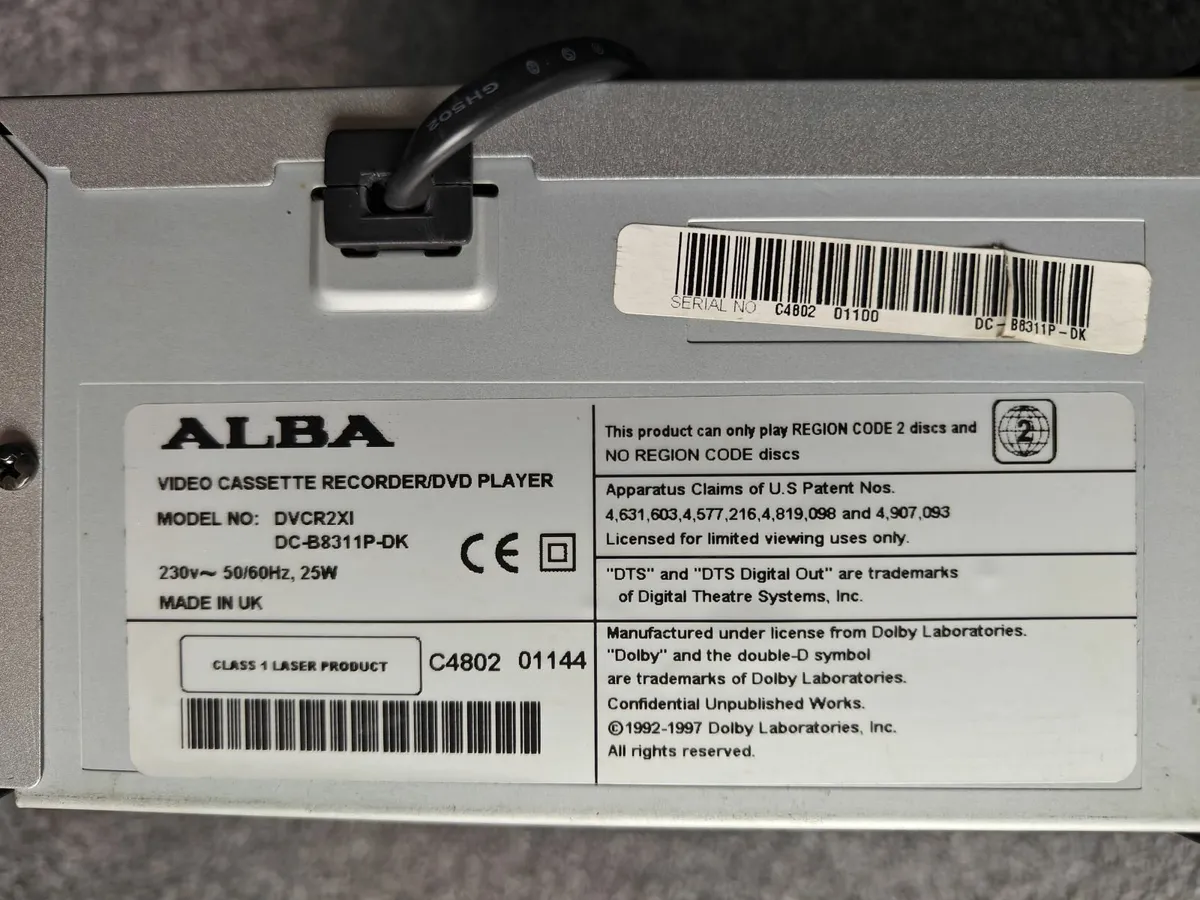 GH502
SERIAL NO C4802 01100 DC-B8311P-DK
ALBA
VIDEO CASSETTE RECORDER/DVD PLAYER
MODEL NO: DVCR2XI
DC-B8311P-DK
230v~ 50/60Hz, 25W
MADE IN UK
CE
CLASS 1 LASER PRODUCT
C4802 01144
This product can only play REGION CODE 2 discs and
NO REGION CODE discs
2
Apparatus Claims of U.S Patent Nos.
4,631,603,4,577,216,4,819,098 and 4,907,093
Licensed for limited viewing uses only.
"DTS" and "DTS Digital Out" are trademarks
of Digital Theatre Systems, Inc.
Manufactured under license from Dolby Laboratories.
"Dolby" and the double-D symbol
are trademarks of Dolby Laboratories.
Confidential Unpublished Works.
©1992-1997 Dolby Laboratories, Inc.
All rights reserved.